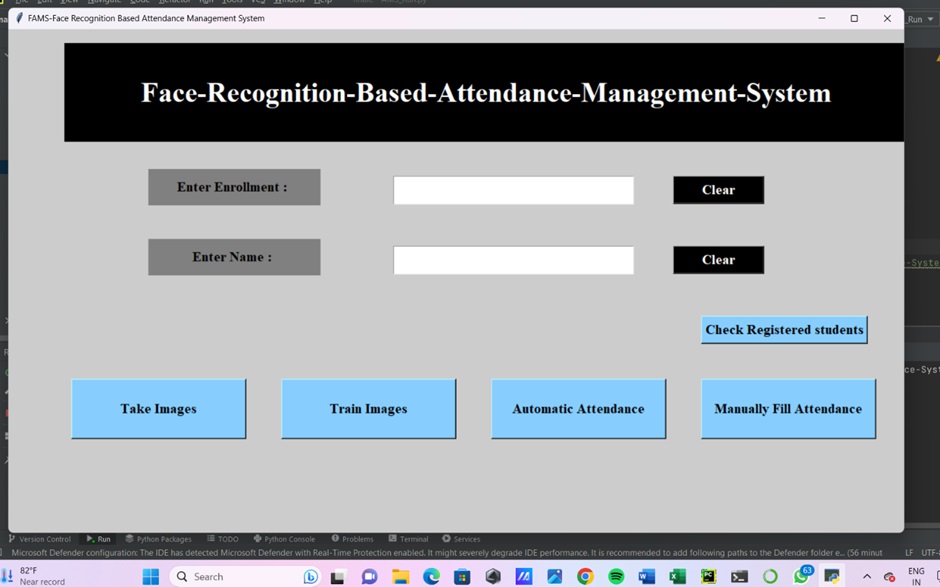 FAMS-Face Recognition Based Attendance Management System
Run
Face-Recognition-Based-Attendance-Management-System
Enter Enrollment :
Clear
Enter Name :
Clear
-Syste
Check Registered students
ce-Syst
Take Images
Train Images
Automatic Attendance
Manually Fill Attendance
Version Control
Run
Python Packages
TODO
Python Console
Problems
Terminal
Services
Microsoft Defender configuration: The IDE has detected Microsoft Defender with Real-Time Protection enabled. It might severely degrade IDE performance. It is recommended to add following paths to the Defender folder e... (56 minut
LF
UTF-
82°F
Near record
Search
63
ENG
IN